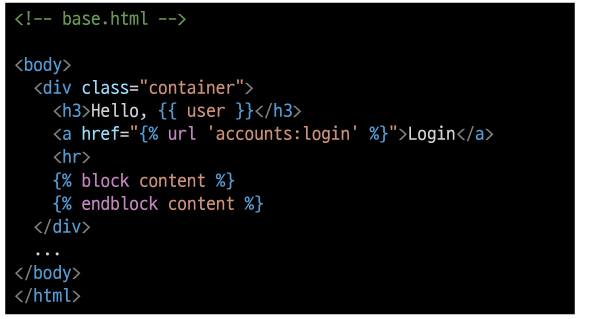 <!-- base.html -->
<body>
<div class="container">
<h3>Hello, {{ user }}</h3>
<a href="{% url 'accounts:login' %}">Login</a>
<hr>
{% block content %}
{% endblock content %}
</div>
...
</body>
</html>